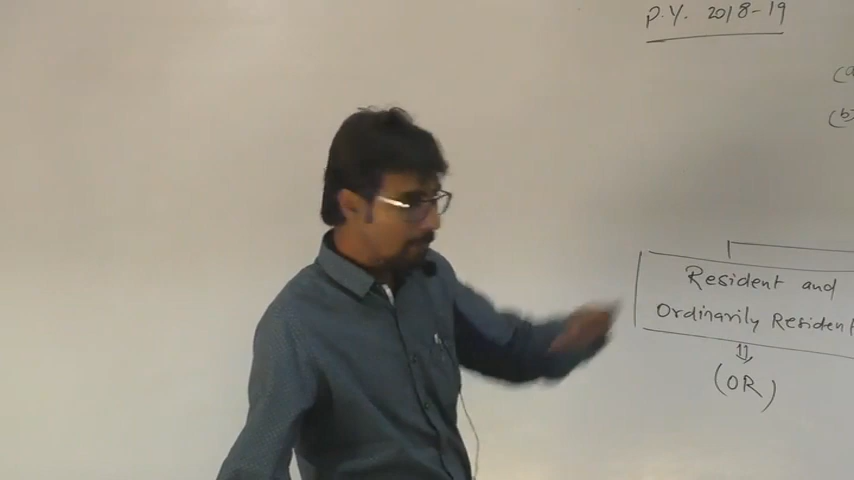 P.Y. 2018-19
(a
(b)
Resident and
Ordinarily Resident
(OR)